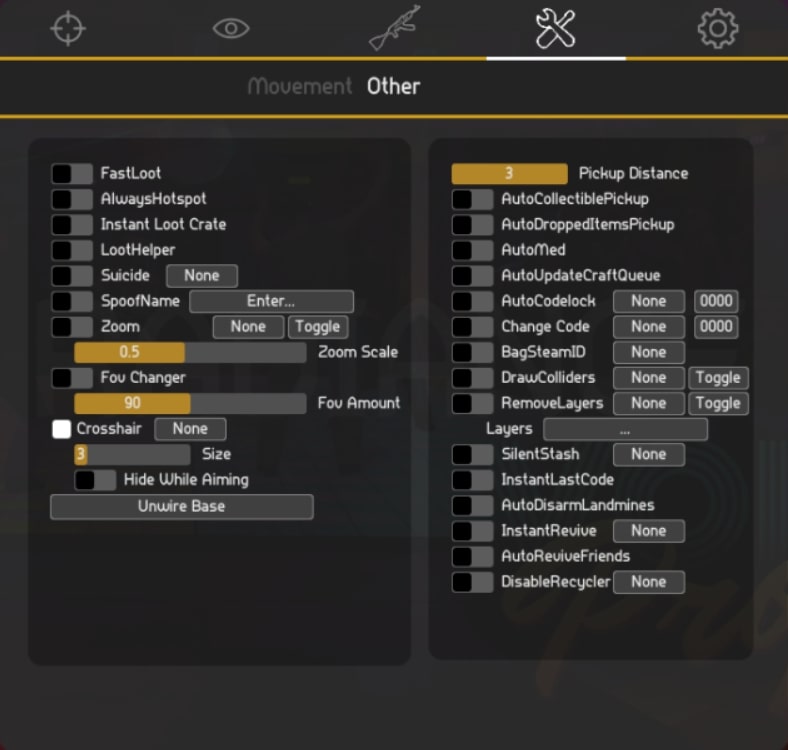 Movement Other
FastLoot
AlwaysHotspot
Instant Loot Crate
LootHelper
Suicide None
SpoofName Enter...
Zoom None Toggle
0.5 Zoom Scale
Fov Changer
90 Fov Amount
Crosshair None
3 Size
Hide While Aiming
Unwire Base
3 Pickup Distance
AutoCollectiblePickup
AutoDroppedItemsPickup
AutoMed
AutoUpdateCraftQueue
AutoCodelock None 0000
Change Code None 0000
BagSteamID None
DrawColliders None Toggle
RemoveLayers None Toggle
Layers ...
SilentStash None
InstantLastCode
AutoDisarmLandmines
InstantRevive None
AutoReviveFriends
DisableRecycler None